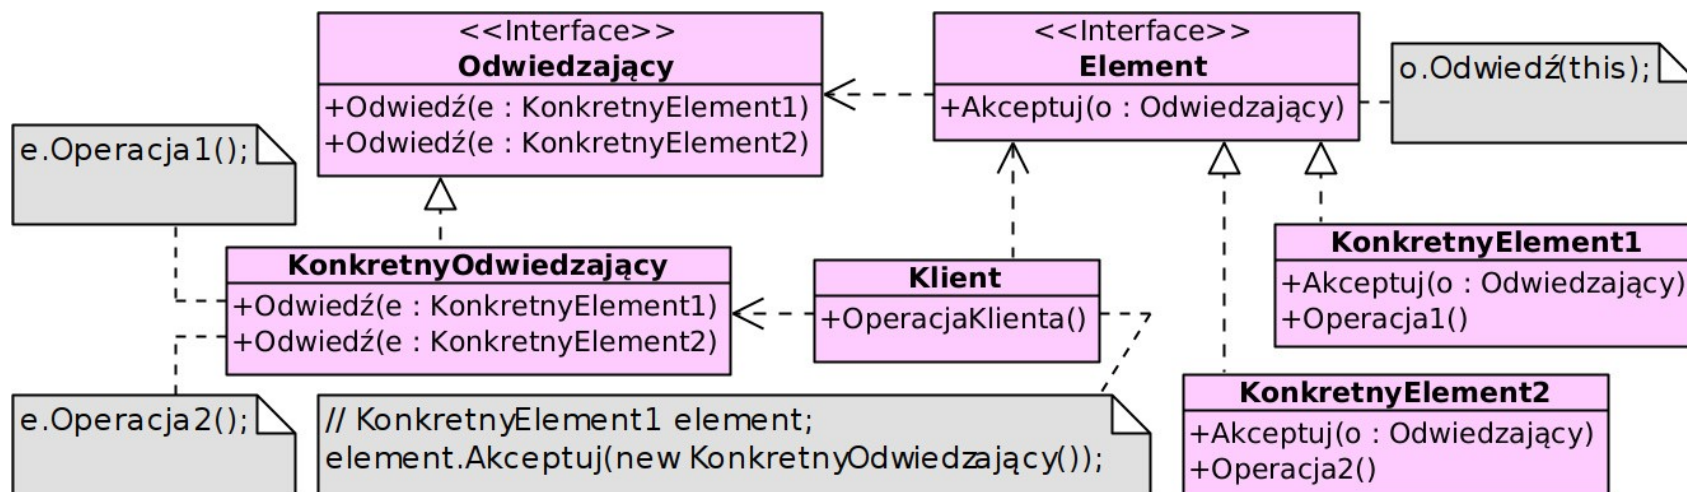 <<Interface>>
Odwiedzający
+Odwiedź(e : KonkretnyElement1)
+Odwiedź(e : KonkretnyElement2)
<<Interface>>
Element
+Akceptuj(o : Odwiedzający)
o.Odwiedź(this);
e.Operacja1();
KonkretnyOdwiedzający
+Odwiedź(e : KonkretnyElement1)
+Odwiedź(e : KonkretnyElement2)
Klient
+OperacjaKlienta()
KonkretnyElement1
+Akceptuj(o : Odwiedzający)
+Operacja1()
e.Operacja2();
// KonkretnyElement1 element;
element.Akceptuj(new KonkretnyOdwiedzający());
KonkretnyElement2
+Akceptuj(o : Odwiedzający)
+Operacja2()